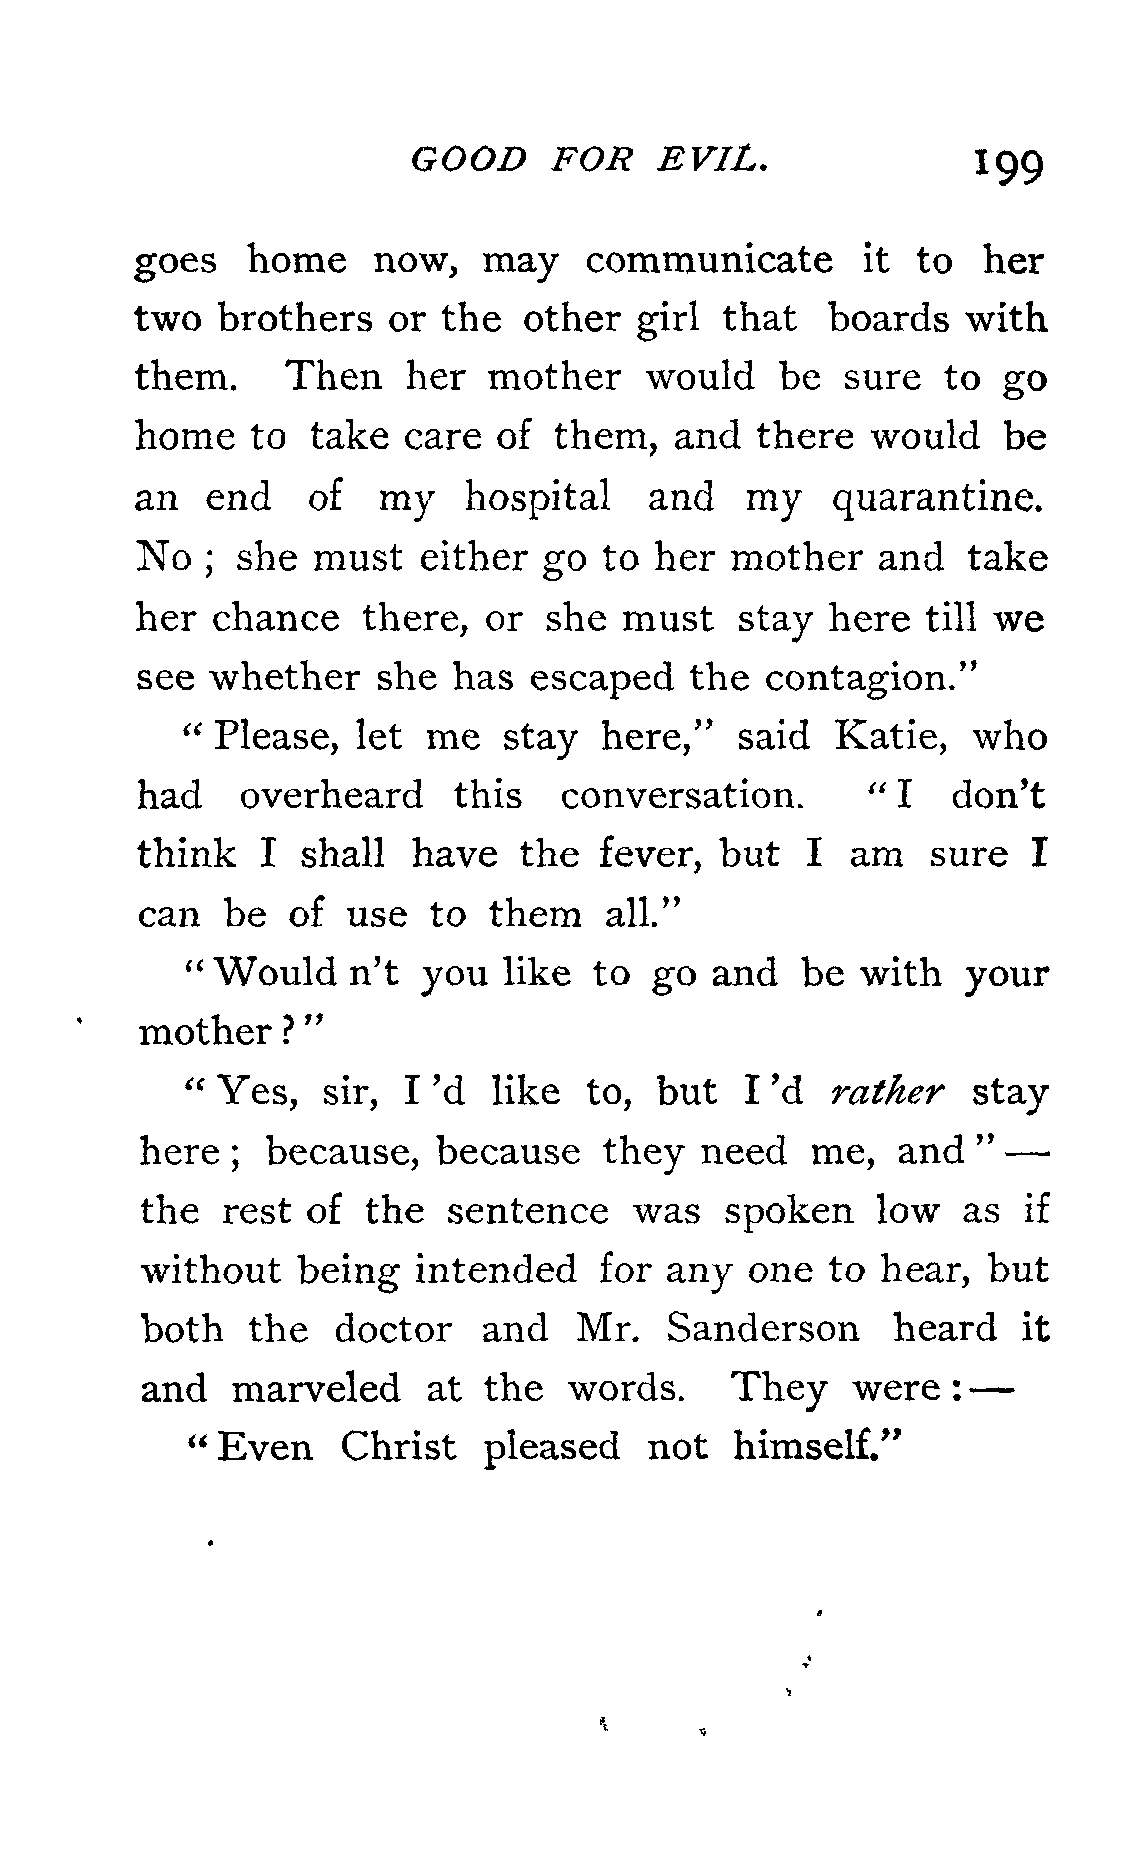 GOOD FOR EVIL. 199
goes home now, may communicate it to her
two brothers or the other girl that boards with
them. Then her mother would be sure to go
home to take care of them, and there would be
an end of my hospital and my quarantine.
No ; she must either go to her mother and take
her chance there, or she must stay here till we
see whether she has escaped the contagion."
" Please, let me stay here," said Katie, who
had overheard this conversation. " I don't
think I shall have the fever, but I am sure I
can be of use to them all."
" Would n't you like to go and be with your
mother ? "
" Yes, sir, I 'd like to, but I 'd rather stay
here ; because, because they need me, and " —
the rest of the sentence was spoken low as if
without being intended for any one to hear, but
both the doctor and Mr. Sanderson heard it
and marveled at the words. They were : —
" Even Christ pleased not himself."